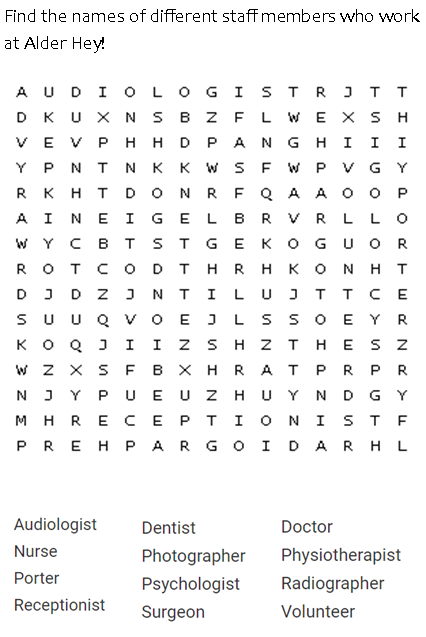 Find the names of different staff members who work
at Alder Hey!
A U D I O L O G I S T R J T T
D K U X N S B Z F L W E X S H
V E V P H H D P A N G H I I I
Y P N T N K K W S F W P V G Y
R K H T D O N R F Q A A O O P
A I N E I G E L B R V R L L O
W Y C B T S T G E K O G U O R
R O T C O D T H R H K O N H T
D J D Z J N T I L U J T T C E
S U U Q V O E J L S S O E Y R
K O Q J I I Z S H Z T H E S Z
W Z X S F B X H R A T P R P R
N J Y P U E U Z H U Y N D G Y
M H R E C E P T I O N I S T F
P R E H P A R G O I D A R H L
Audiologist Dentist Doctor
Nurse Photographer Physiotherapist
Porter Psychologist Radiographer
Receptionist Surgeon Volunteer